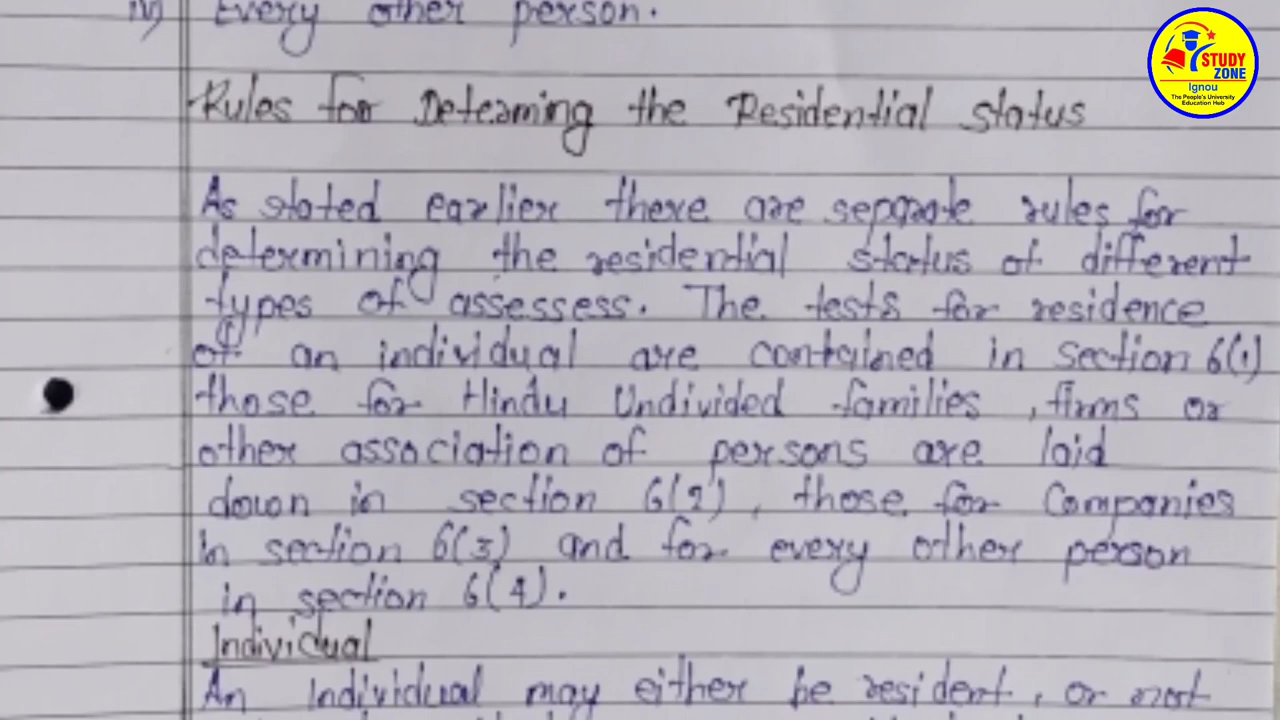 iv) Every other person.
STUDY
ZONE
Ignou
The People's University
Education Hub
Rules for Determing the Residential status
As stated earlier there are separate rules for
determining the residential status of different
types of assessess. The tests for residence
of an individual are contained in section 6(1)
those for Hindu Undivided families, firms or
other association of persons are laid
down in section 6(2), those for Companies
in section 6(3) and for every other person
in section 6(4).
Individual
An individual may either be resident, or not